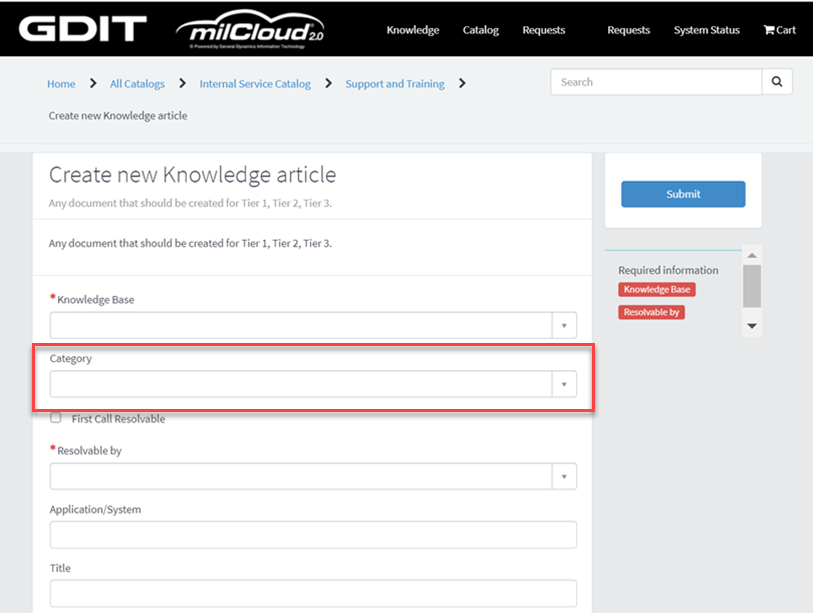 GDIT
milCloud 2.0
® Powered by General Dynamics Information Technology
Knowledge Catalog Requests Requests System Status Cart
Home All Catalogs Internal Service Catalog Support and Training
Search
Create new Knowledge article
Create new Knowledge article
Any document that should be created for Tier 1, Tier 2, Tier 3.
Submit
Any document that should be created for Tier 1, Tier 2, Tier 3.
Required information
Knowledge Base
Resolvable by
* Knowledge Base
Category
First Call Resolvable
* Resolvable by
Application/System
Title